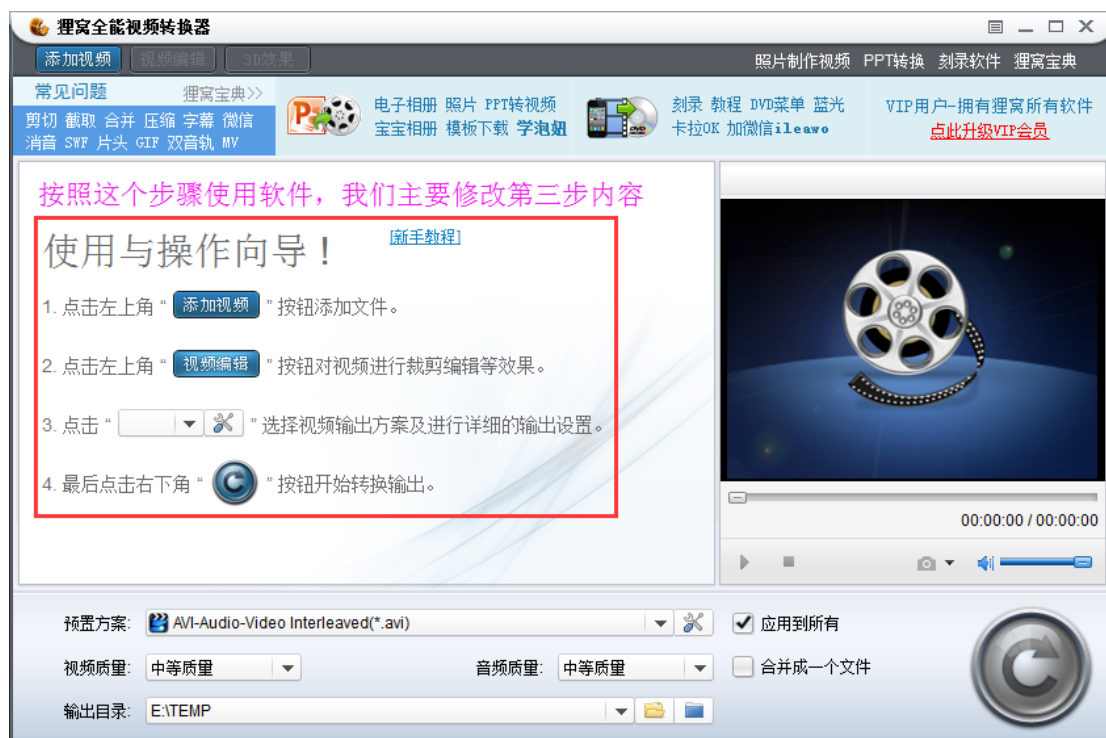 狸窝全能视频转换器
添加视频 视频编辑 3D效果 照片制作视频 PPT转换 刻录软件 狸窝宝典
常见问题 狸窝宝典>>
剪切 截取 合并 压缩 字幕 微信
消音 SWF 片头 GIF 双音轨 MV
电子相册 照片 PPT转视频
宝宝相册 模板下载 学泡妞
刻录 教程 DVD菜单 蓝光
卡拉OK 加微信ileawo
VIP用户-拥有狸窝所有软件
点此升级VIP会员
按照这个步骤使用软件，我们主要修改第三步内容
使用与操作向导！ [新手教程]
1. 点击左上角“ 添加视频 ”按钮添加文件。
2. 点击左上角“ 视频编辑 ”按钮对视频进行裁剪编辑等效果。
3. 点击“ ”选择视频输出方案及进行详细的输出设置。
4. 最后点击右下角“ ”按钮开始转换输出。
00:00:00 / 00:00:00
预置方案: AVI-Audio-Video Interleaved(*.avi) 应用到所有
视频质量: 中等质量 音频质量: 中等质量 合并成一个文件
输出目录: E:\TEMP